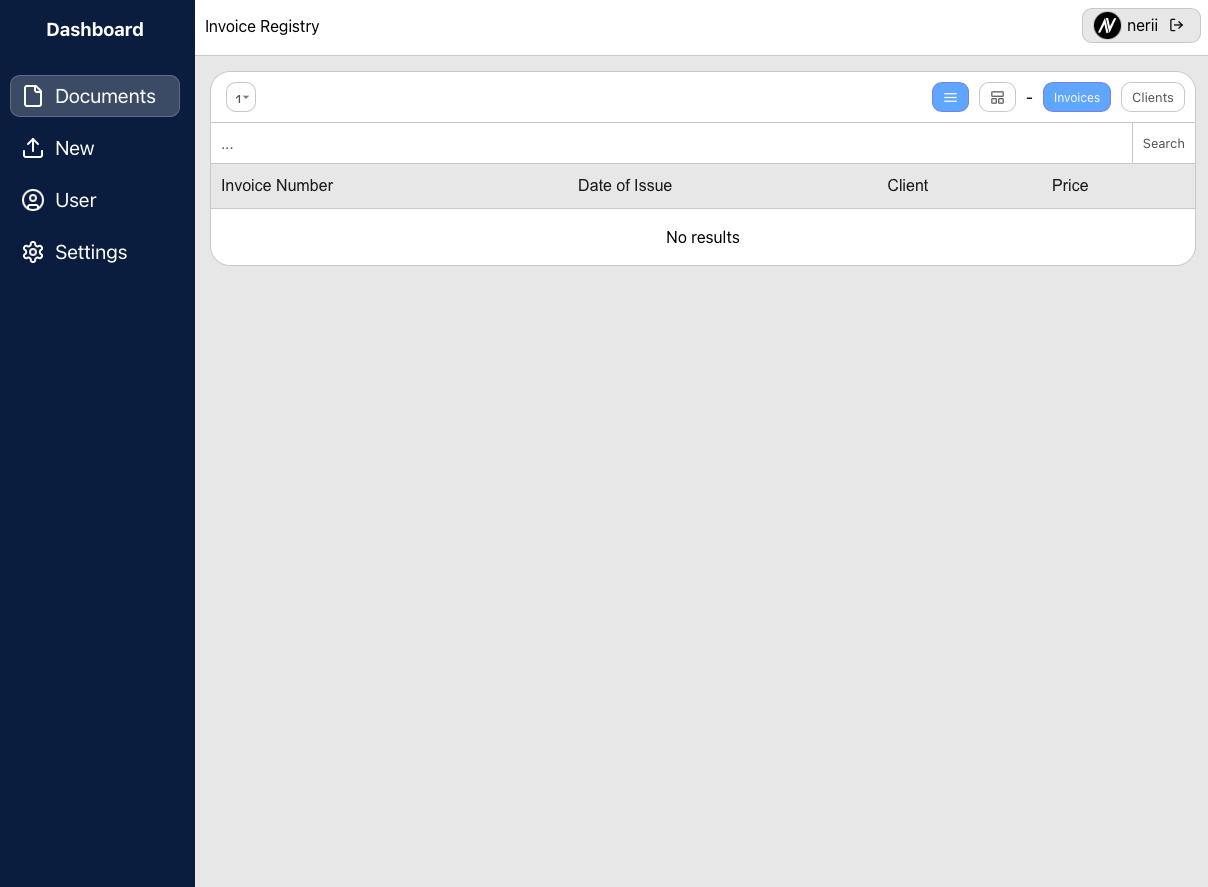 Dashboard
Invoice Registry
nerii
Documents
New
User
Settings
1
-
Invoices
Clients
...
Search
Invoice Number Date of Issue Client Price
No results